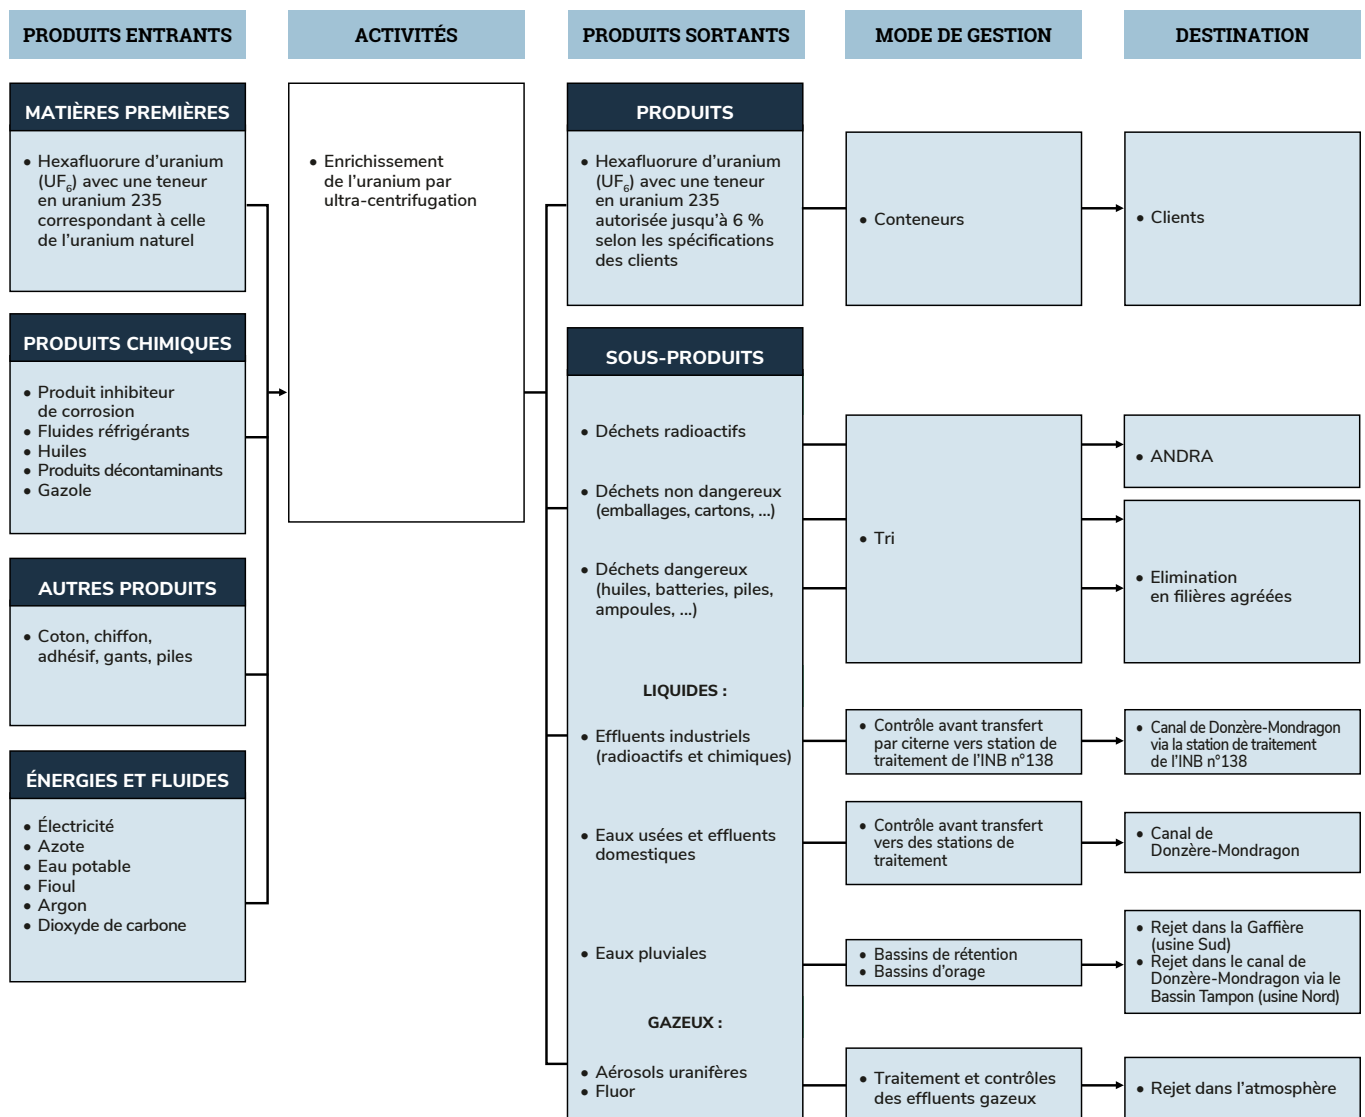 PRODUITS ENTRANTS
ACTIVITÉS
PRODUITS SORTANTS
MODE DE GESTION
DESTINATION
MATIÈRES PREMIÈRES
• Hexafluorure d’uranium
(UF₆) avec une teneur
en uranium 235
correspondant à celle
de l’uranium naturel
PRODUITS CHIMIQUES
• Produit inhibiteur
de corrosion
• Fluides réfrigérants
• Huiles
• Produits décontaminants
• Gazole
AUTRES PRODUITS
• Coton, chiffon,
adhésif, gants, piles
ÉNERGIES ET FLUIDES
• Électricité
• Azote
• Eau potable
• Fioul
• Argon
• Dioxyde de carbone
• Enrichissement
de l’uranium par
ultra-centrifugation
PRODUITS
• Hexafluorure d’uranium
(UF₆) avec une teneur
en uranium 235
autorisée jusqu’à 6 %
selon les spécifications
des clients
• Conteneurs
• Clients
SOUS-PRODUITS
• Déchets radioactifs
• Déchets non dangereux
(emballages, cartons, ...)
• Déchets dangereux
(huiles, batteries, piles,
ampoules, ...)
• Tri
• ANDRA
• Elimination
en filières agréées
LIQUIDES :
• Effluents industriels
(radioactifs et chimiques)
• Contrôle avant transfert
par citerne vers station de
traitement de l’INB n°138
• Canal de Donzère-Mondragon
via la station de traitement
de l’INB n°138
• Eaux usées et effluents
domestiques
• Contrôle avant transfert
vers des stations de
traitement
• Canal de
Donzère-Mondragon
• Eaux pluviales
• Bassins de rétention
• Bassins d’orage
• Rejet dans la Gaffière
(usine Sud)
• Rejet dans le canal de
Donzère-Mondragon via le
Bassin Tampon (usine Nord)
GAZEUX :
• Aérosols uranifères
• Fluor
• Traitement et contrôles
des effluents gazeux
• Rejet dans l’atmosphère